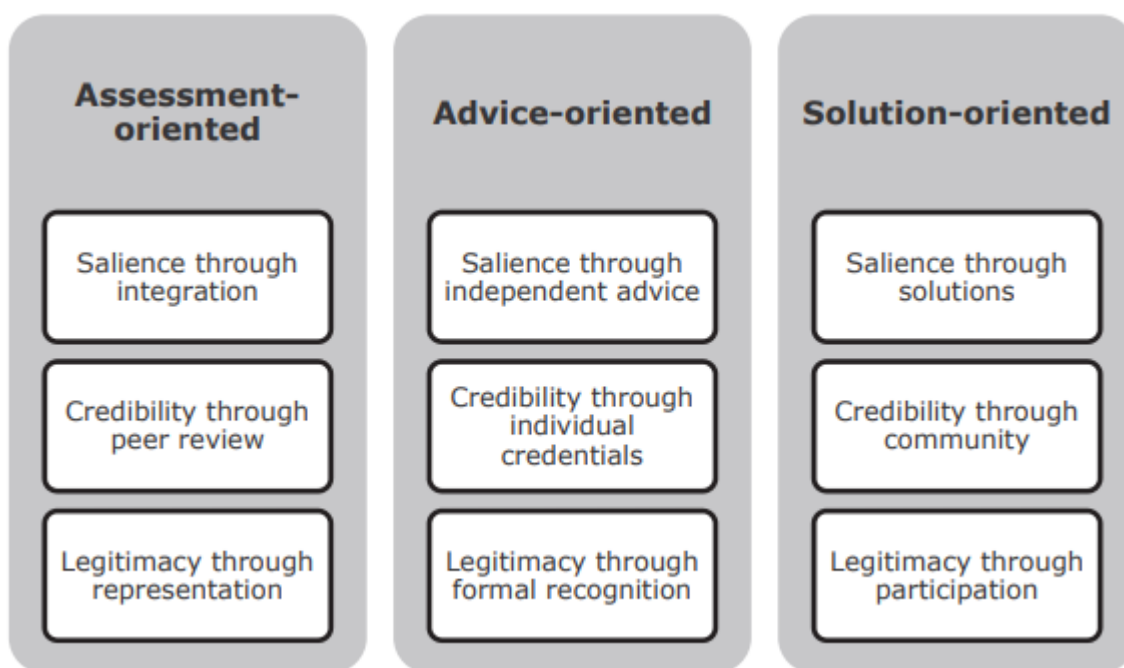 Assessment-
oriented
Salience through
integration
Credibility through
peer review
Legitimacy through
representation
Advice-oriented
Salience through
independent advice
Credibility through
individual
credentials
Legitimacy through
formal recognition
Solution-oriented
Salience through
solutions
Credibility through
community
Legitimacy through
participation